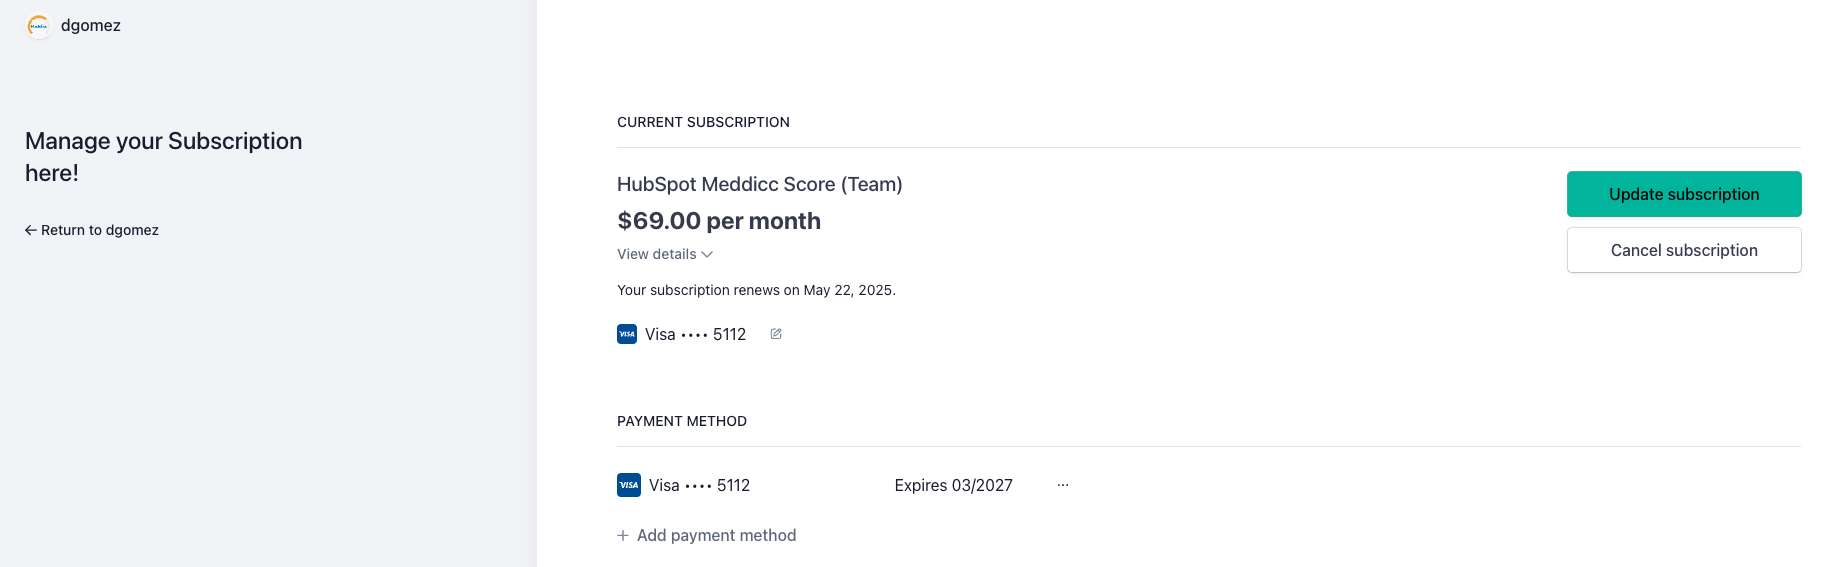 dgomez
Manage your Subscription
here!
← Return to dgomez
CURRENT SUBSCRIPTION
HubSpot Meddicc Score (Team)
$69.00 per month
View details
Your subscription renews on May 22, 2025.
VISA Visa •••• 5112
Update subscription
Cancel subscription
PAYMENT METHOD
VISA Visa •••• 5112 Expires 03/2027 ···
+ Add payment method